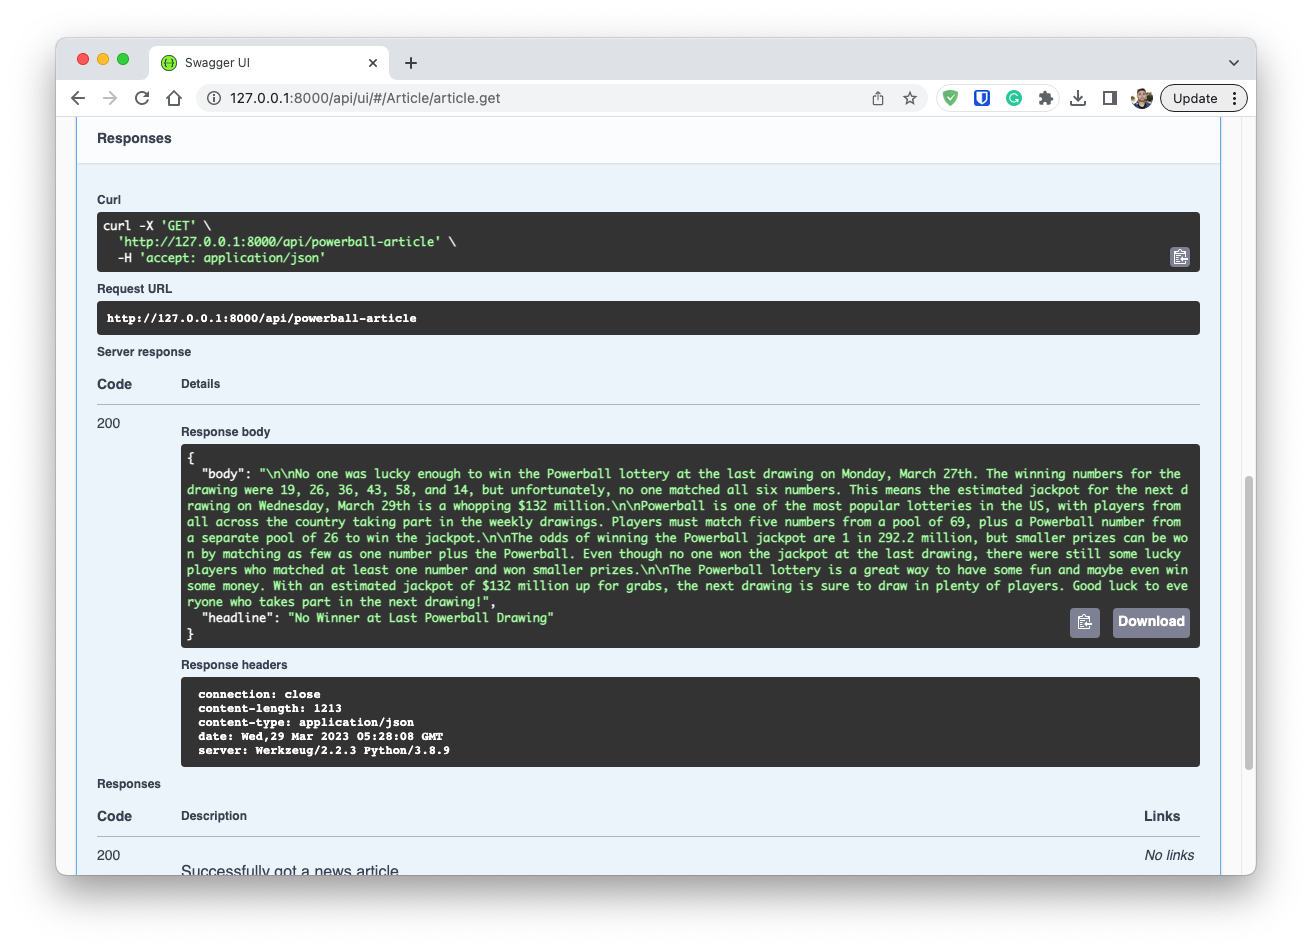 Swagger UI
127.0.0.1:8000/api/ui/#/Article/article.get
Update
Responses
Curl
curl -X 'GET' \
'http://127.0.0.1:8000/api/powerball-article' \
-H 'accept: application/json'
Request URL
http://127.0.0.1:8000/api/powerball-article
Server response
Code Details
200
Response body
{
"body": "\n\nNo one was lucky enough to win the Powerball lottery at the last drawing on Monday, March 27th. The winning numbers for the
drawing were 19, 26, 36, 43, 58, and 14, but unfortunately, no one matched all six numbers. This means the estimated jackpot for the next d
rawing on Wednesday, March 29th is a whopping $132 million.\n\nPowerball is one of the most popular lotteries in the US, with players from
all across the country taking part in the weekly drawings. Players must match five numbers from a pool of 69, plus a Powerball number from
a separate pool of 26 to win the jackpot.\n\nThe odds of winning the Powerball jackpot are 1 in 292.2 million, but smaller prizes can be wo
n by matching as few as one number plus the Powerball. Even though no one won the jackpot at the last drawing, there were still some lucky
players who matched at least one number and won smaller prizes.\n\nThe Powerball lottery is a great way to have some fun and maybe even win
some money. With an estimated jackpot of $132 million up for grabs, the next drawing is sure to draw in plenty of players. Good luck to eve
ryone who takes part in the next drawing!",
"headline": "No Winner at Last Powerball Drawing"
}
Download
Response headers
connection: close
content-length: 1213
content-type: application/json
date: Wed,29 Mar 2023 05:28:08 GMT
server: Werkzeug/2.2.3 Python/3.8.9
Responses
Code Description Links
200 No links
Successfully got a news article